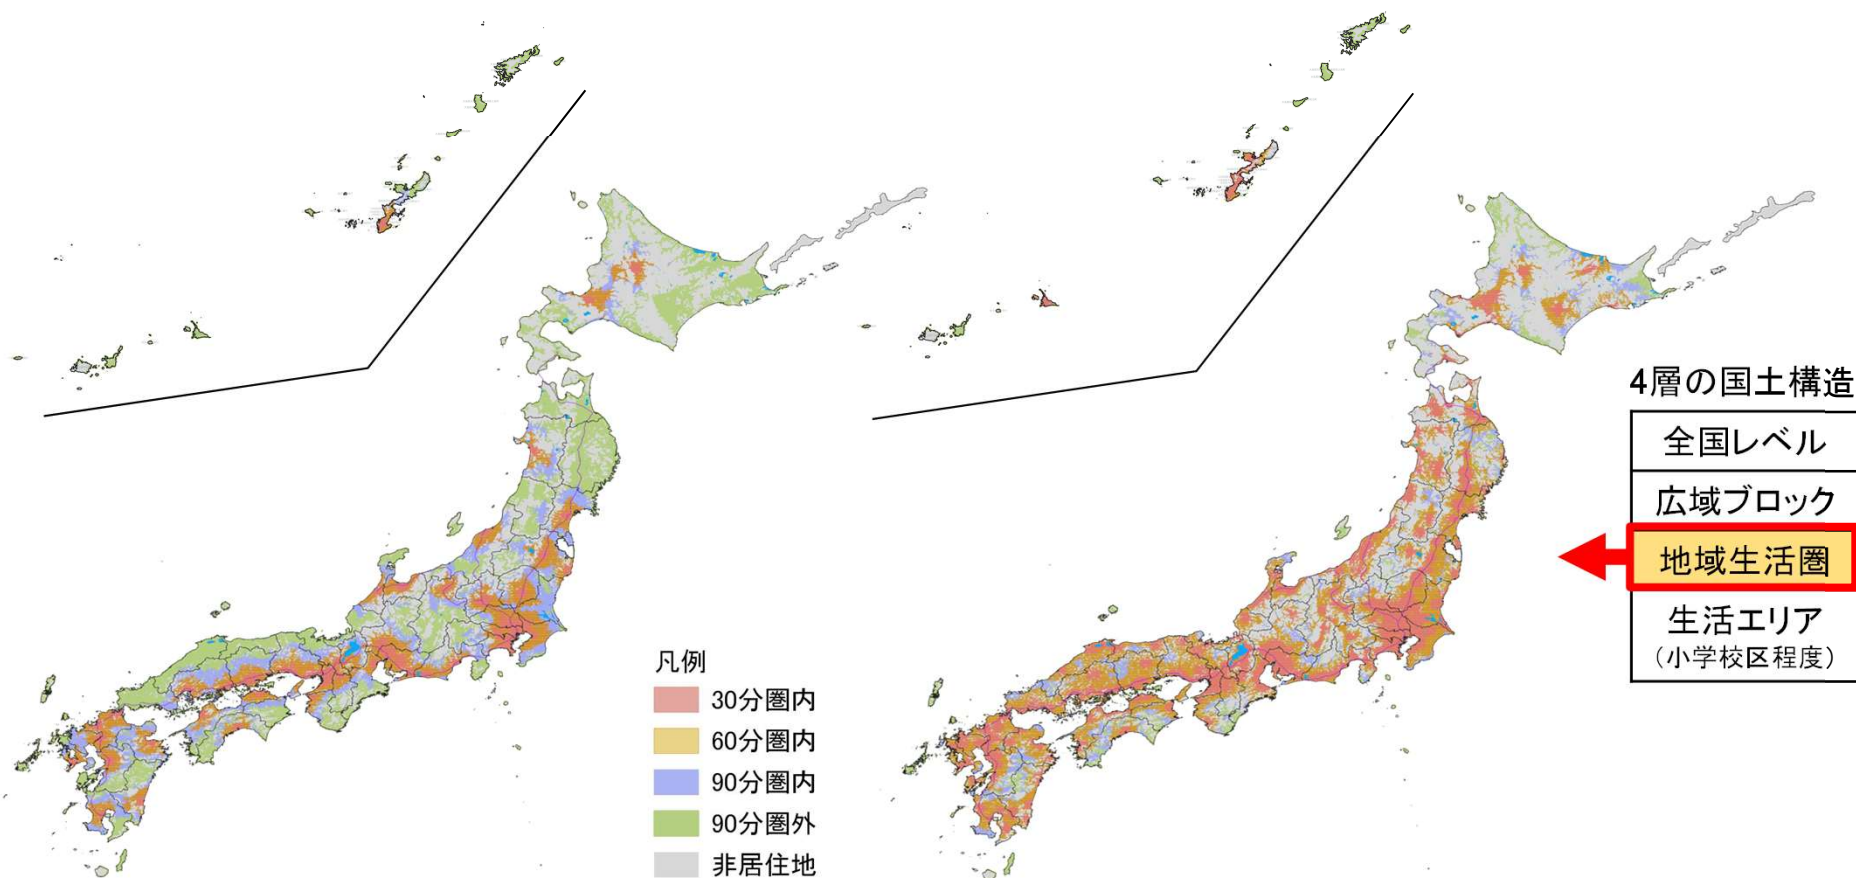 凡例
30分圏内
60分圏内
90分圏内
90分圏外
非居住地
4層の国土構造
全国レベル
広域ブロック
地域生活圏
生活エリア
（小学校区程度）